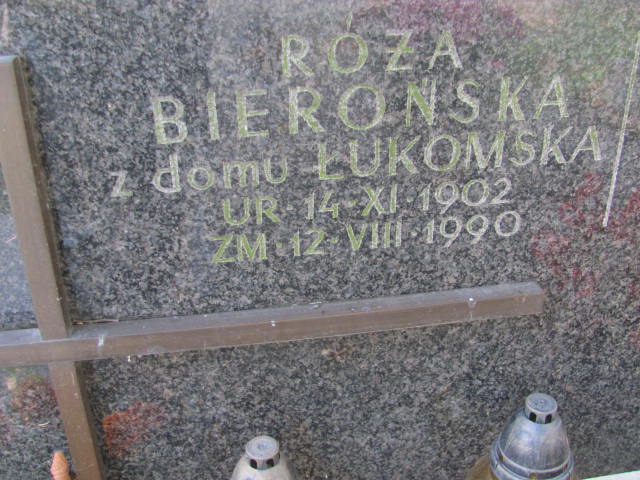 RÓŻA
BIEROŃSKA
z domu ŁUKOMSKA
UR·14·XI·1902
ZM·12·VIII·1990